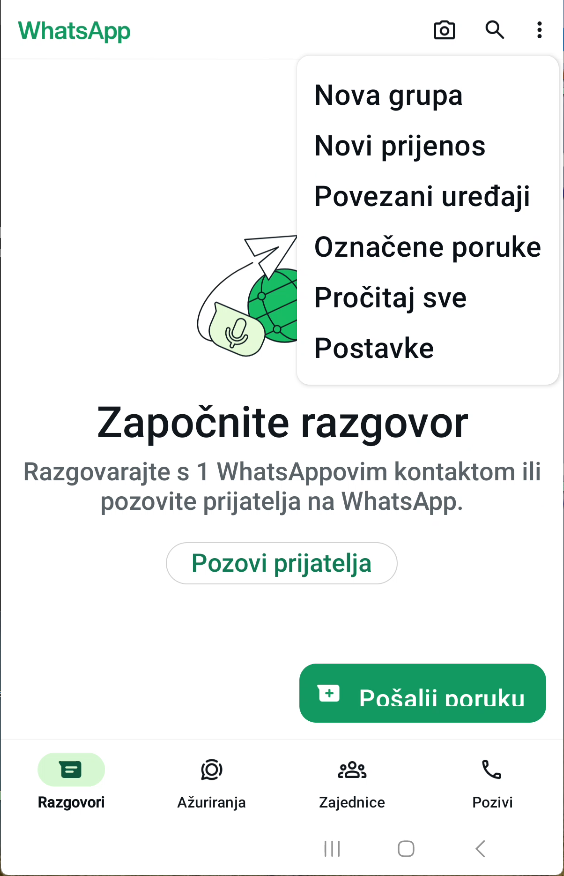 WhatsApp
Nova grupa
Novi prijenos
Povezani uređaji
Označene poruke
Pročitaj sve
Postavke
Započnite razgovor
Razgovarajte s 1 WhatsAppovim kontaktom ili
pozovite prijatelja na WhatsApp.
Pozovi prijatelja
Pošalji poruku
Razgovori
Ažuriranja
Zajednice
Pozivi